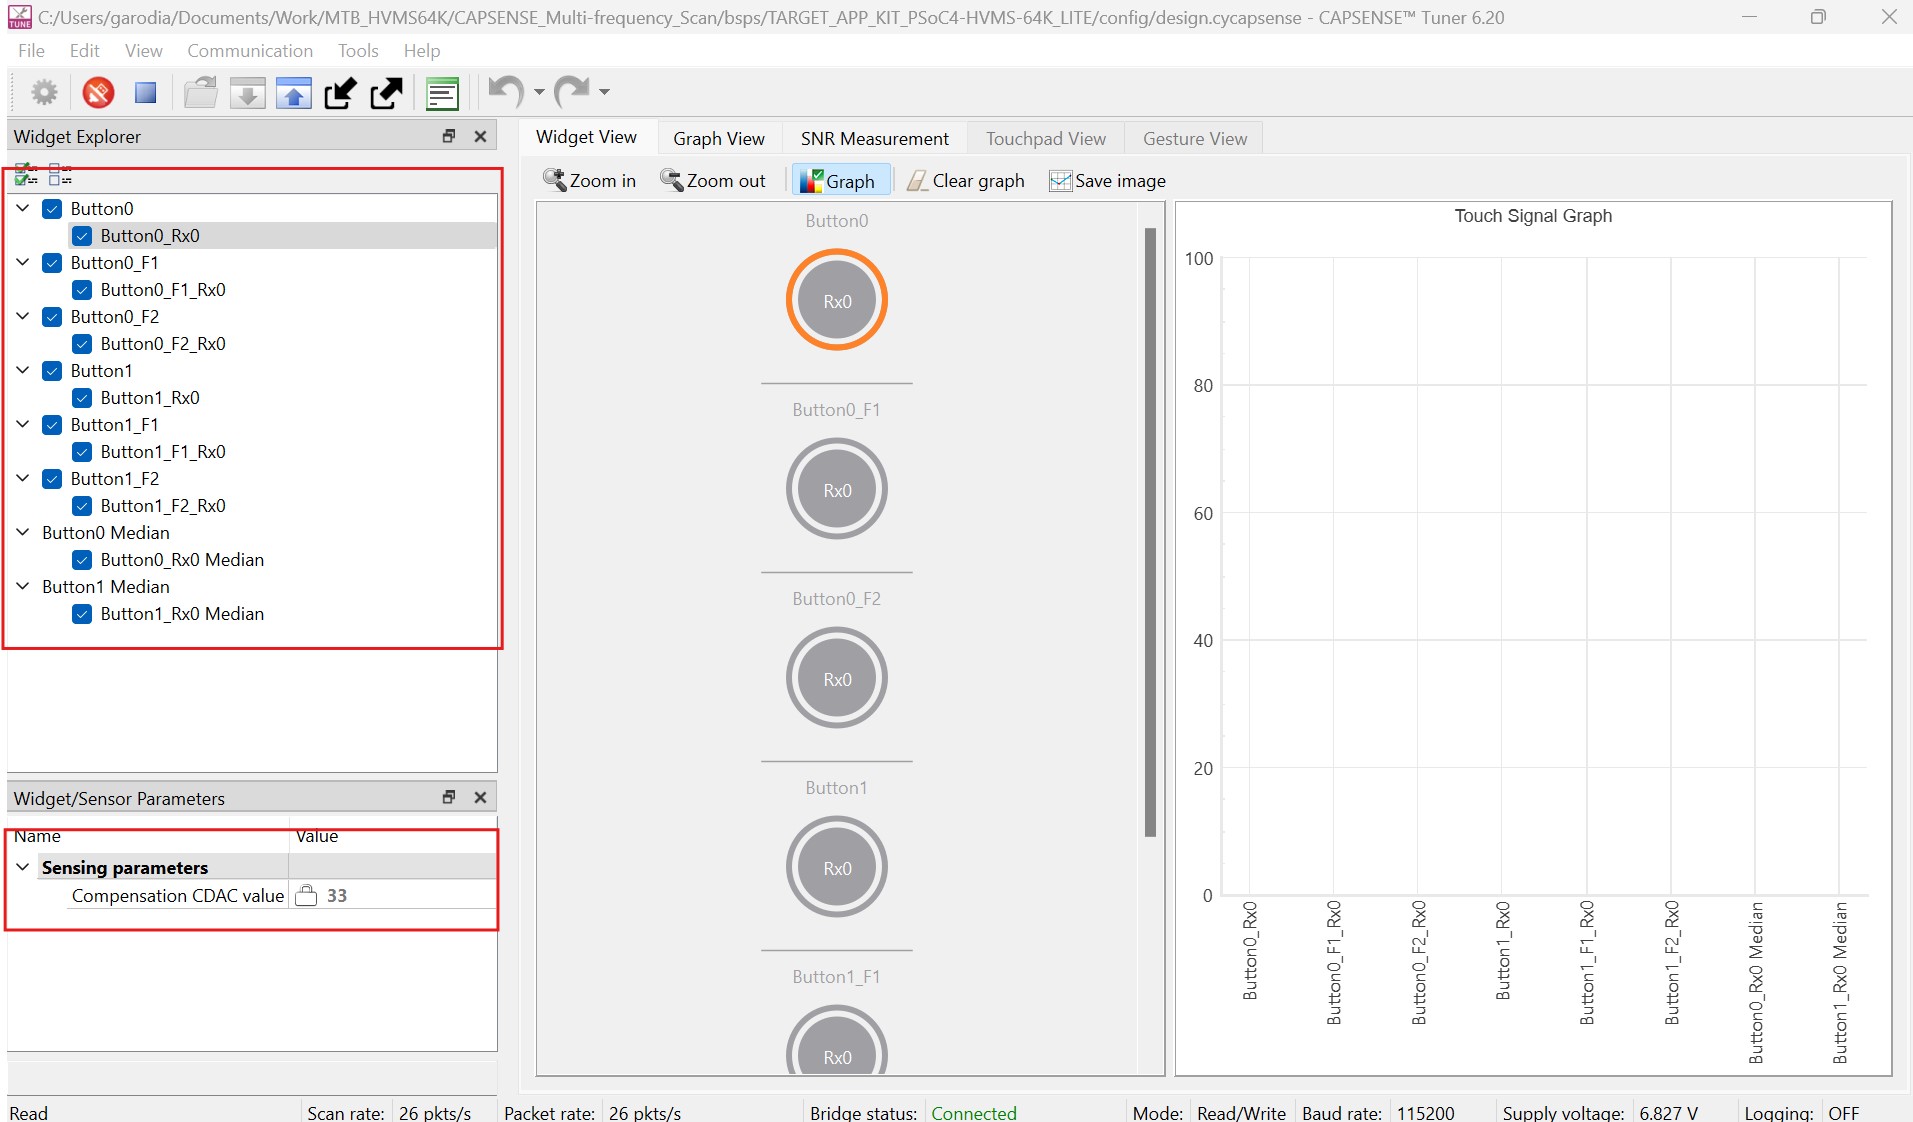 C:/Users/garodia/Documents/Work/MTB_HVMS64K/CAPSENSE_Multi-frequency_Scan/bsps/TARGET_APP_KIT_PSoC4-HVMS-64K_LITE/config/design.cycapsense - CAPSENSE™ Tuner 6.20
File Edit View Communication Tools Help
Widget Explorer
Button0
Button0_Rx0
Button0_F1
Button0_F1_Rx0
Button0_F2
Button0_F2_Rx0
Button1
Button1_Rx0
Button1_F1
Button1_F1_Rx0
Button1_F2
Button1_F2_Rx0
Button0 Median
Button0_Rx0 Median
Button1 Median
Button1_Rx0 Median
Widget/Sensor Parameters
Name Value
Sensing parameters
Compensation CDAC value 33
Widget View Graph View SNR Measurement Touchpad View Gesture View
Zoom in Zoom out Graph Clear graph Save image
Button0
Rx0
Button0_F1
Rx0
Button0_F2
Rx0
Button1
Rx0
Button1_F1
Rx0
Touch Signal Graph
100
80
60
40
20
0
Button0_Rx0
Button0_F1_Rx0
Button0_F2_Rx0
Button1_Rx0
Button1_F1_Rx0
Button1_F2_Rx0
Button0_Rx0 Median
Button1_Rx0 Median
Read Scan rate: 26 pkts/s Packet rate: 26 pkts/s Bridge status: Connected Mode: Read/Write Baud rate: 115200 Supply voltage: 6.827 V Logging: OFF
TUNE